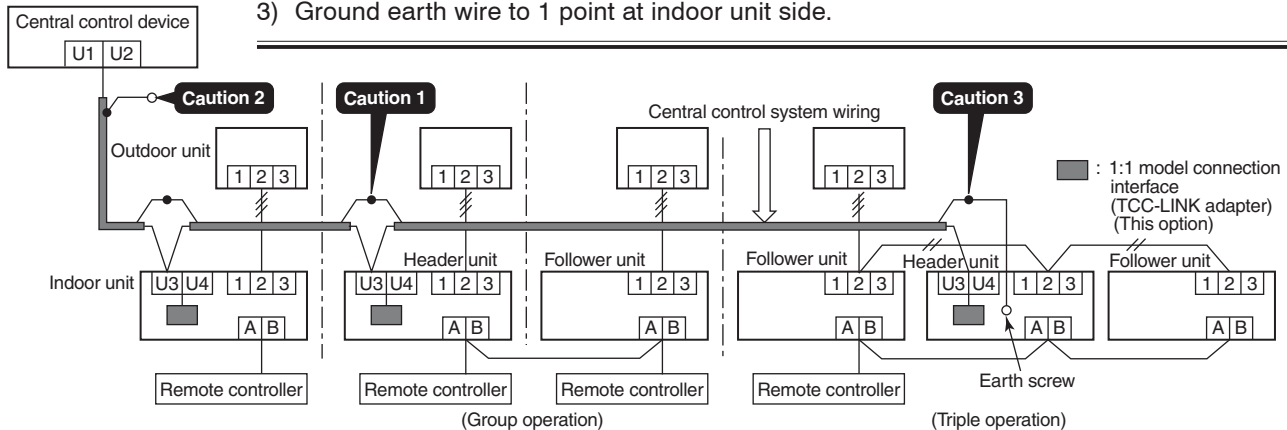 3) Ground earth wire to 1 point at indoor unit side.
Central control device
U1 U2
Caution 2
Caution 1
Central control system wiring
Caution 3
Outdoor unit
1 2 3
1 2 3
1 2 3
1 2 3
: 1:1 model connection
interface
(TCC-LINK adapter)
(This option)
Indoor unit
U3 U4
1 2 3
A B
Header unit
U3 U4
1 2 3
A B
Follower unit
1 2 3
A B
Follower unit
1 2 3
A B
Header unit
U3 U4
1 2 3
A B
Follower unit
1 2 3
A B
Remote controller
Remote controller
Remote controller
Remote controller
Earth screw
(Group operation)
(Triple operation)